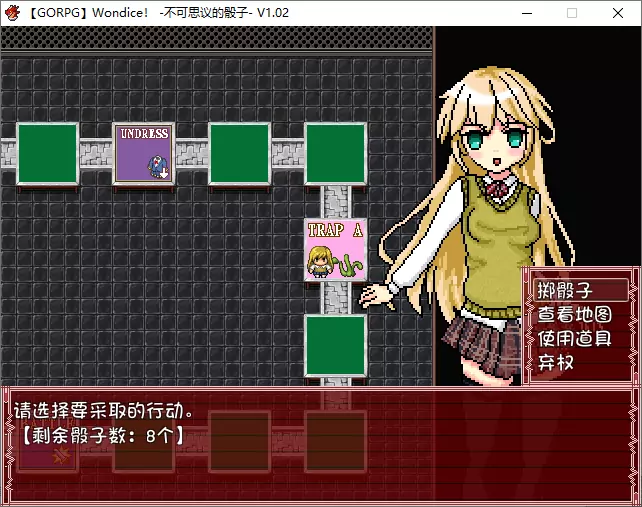 【GORPG】Wondice! -不可思议的骰子- V1.02
UNDRESS
TRAP A
掷骰子
查看地图
使用道具
弃权
请选择要采取的行动。
【剩余骰子数：8个】